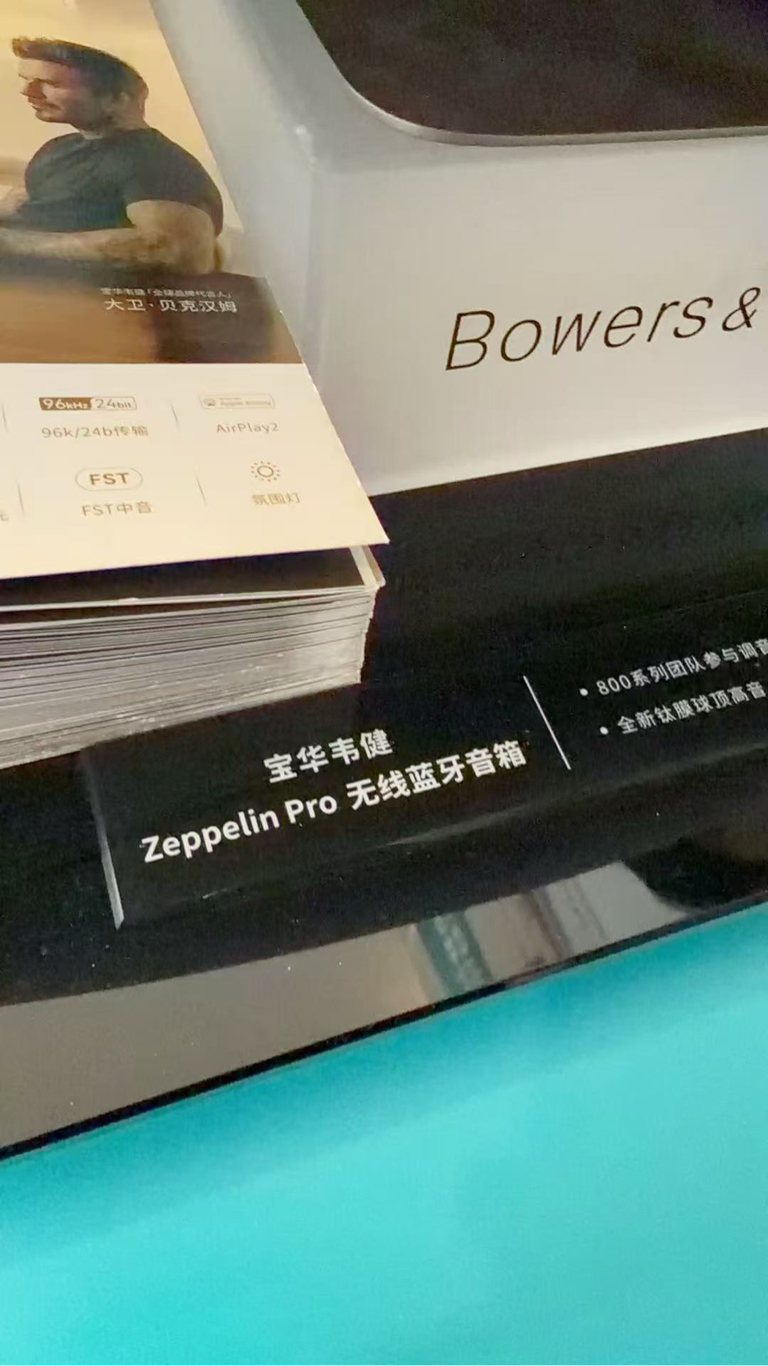 宝华韦健「全球品牌代言人」
大卫·贝克汉姆
96kHz 24bit
96k/24b传输
AirPlay2
FST
FST中音
氛围灯
Bowers &
宝华韦健
Zeppelin Pro 无线蓝牙音箱
• 800系列团队参与调音
• 全新钛膜球顶高音